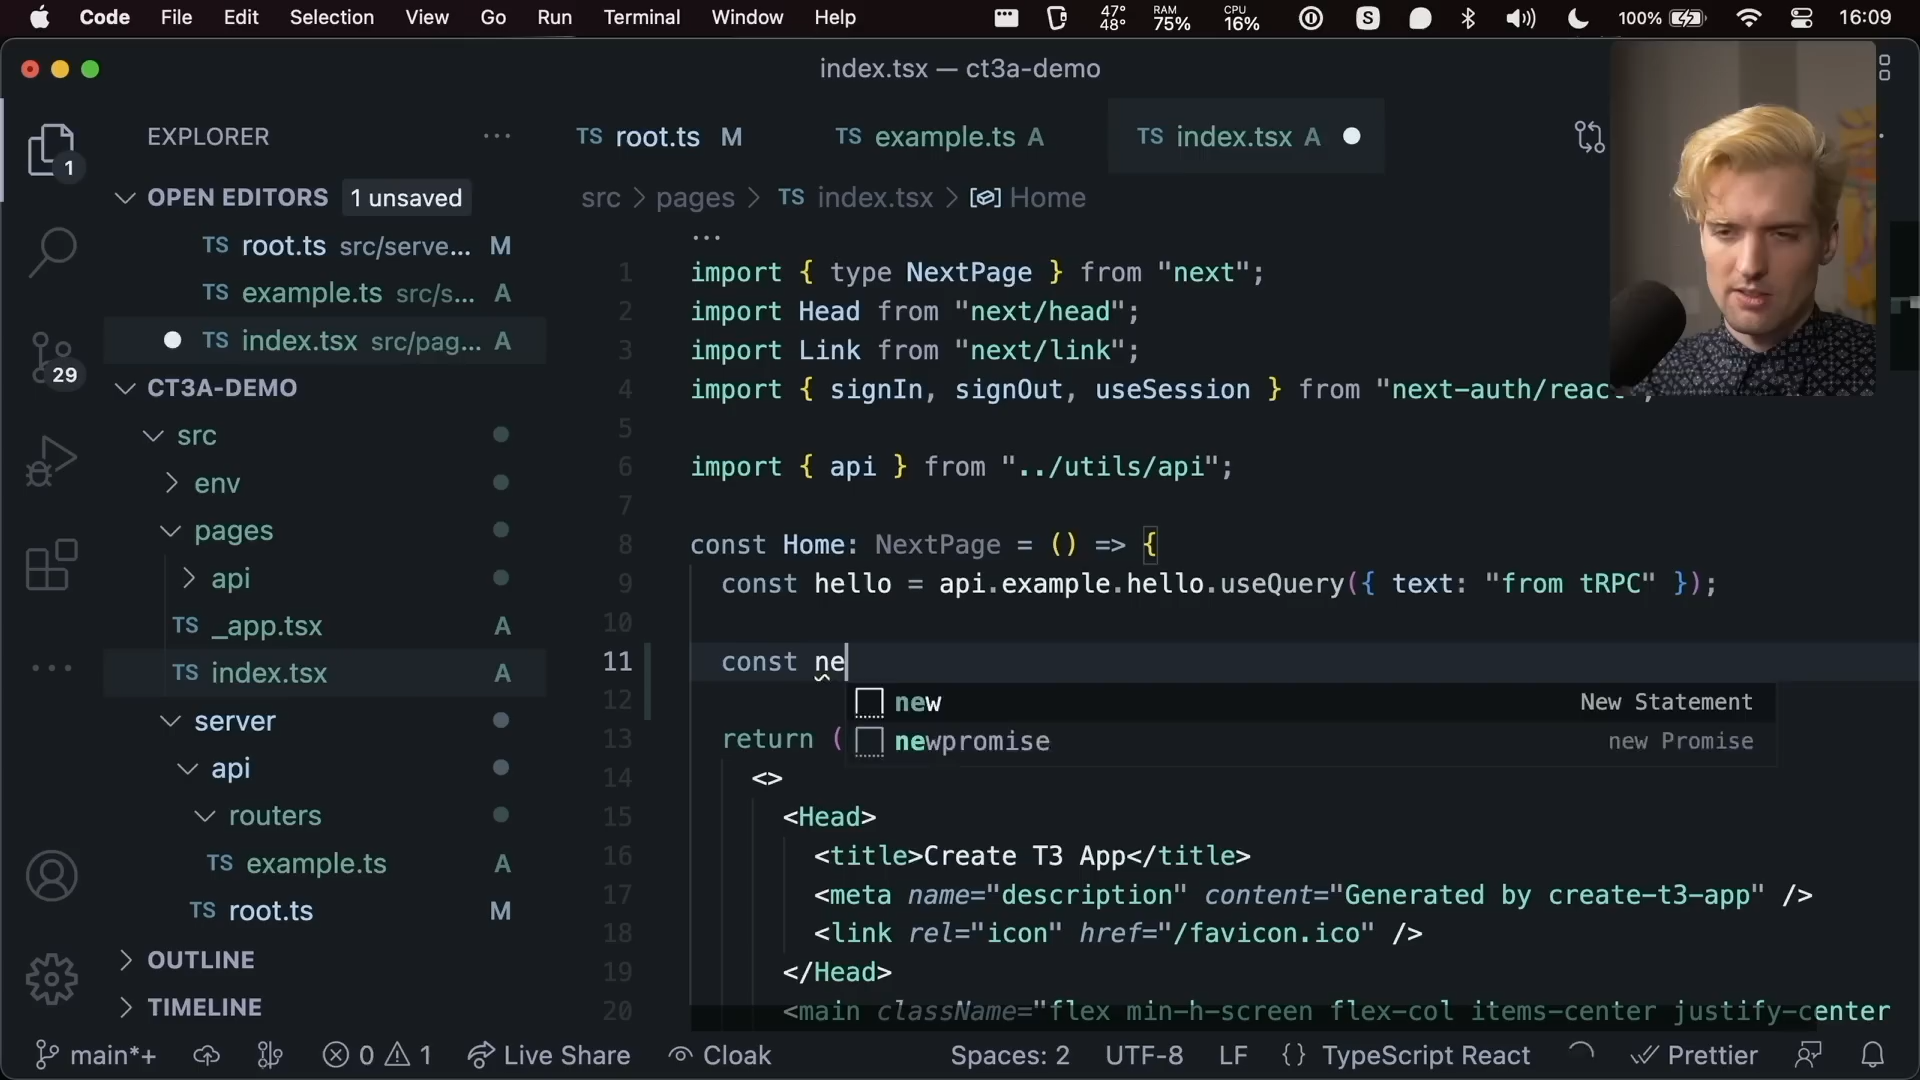 Code File Edit Selection View Go Run Terminal Window Help 47° 48° RAM 75% CPU 16% S 100% 16:09
index.tsx — ct3a-demo
EXPLORER ···
TS root.ts M TS example.ts A TS index.tsx A
OPEN EDITORS 1 unsaved
src > pages > TS index.tsx > Home
TS root.ts src/serve... M
TS example.ts src/s... A
TS index.tsx src/pag... A
CT3A-DEMO
src
env
pages
api
TS _app.tsx A
TS index.tsx A
server
api
routers
TS example.ts A
TS root.ts M
OUTLINE
TIMELINE
1
29
...
1 import { type NextPage } from "next";
2 import Head from "next/head";
3 import Link from "next/link";
4 import { signIn, signOut, useSession } from "next-auth/react";
5
6 import { api } from "../utils/api";
7
8 const Home: NextPage = () => {
9 const hello = api.example.hello.useQuery({ text: "from tRPC" });
10
11 const ne
12 new New Statement
13 return ( newpromise new Promise
14 <>
15 <Head>
16 <title>Create T3 App</title>
17 <meta name="description" content="Generated by create-t3-app" />
18 <link rel="icon" href="/favicon.ico" />
19 </Head>
20 <main className="flex min-h-screen flex-col items-center justify-center
main*+ 0 1 Live Share Cloak Spaces: 2 UTF-8 LF {} TypeScript React Prettier